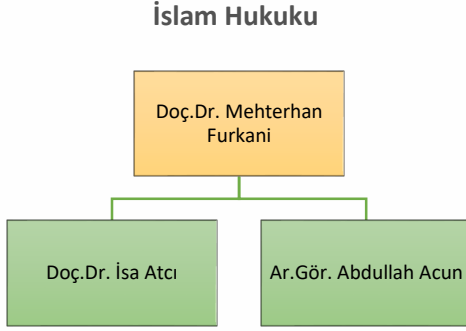 İslam Hukuku
Doç.Dr. Mehterhan
Furkani
Doç.Dr. İsa Atcı
Ar.Gör. Abdullah Acun